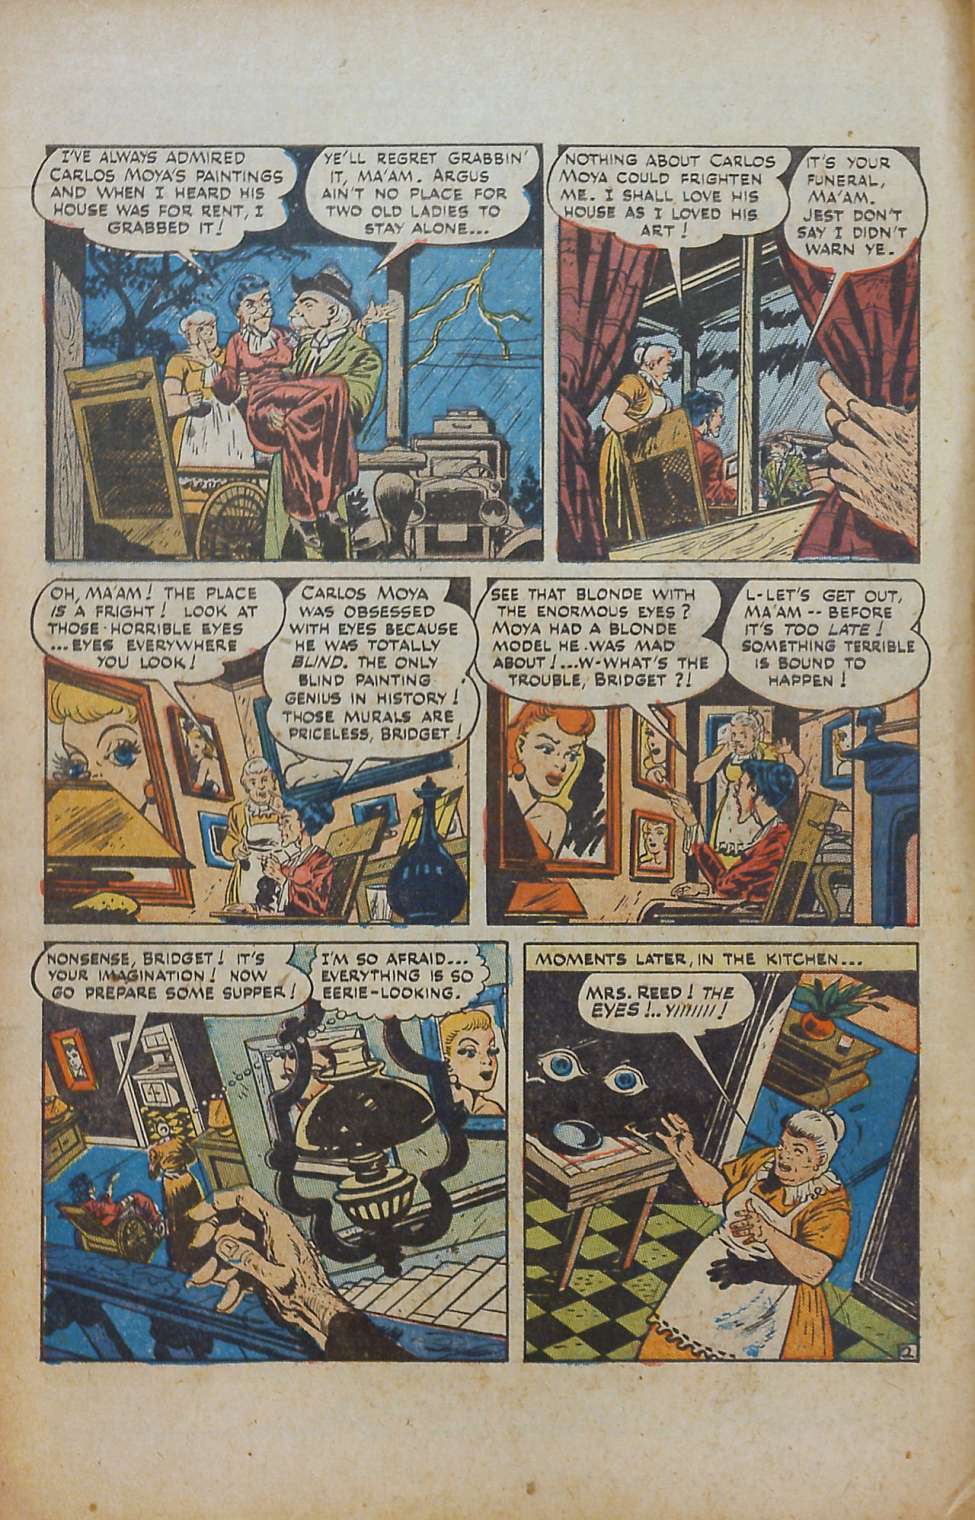 I'VE ALWAYS ADMIRED
CARLOS MOYA'S PAINTINGS
AND WHEN I HEARD HIS
HOUSE WAS FOR RENT, I
GRABBED IT!
YE'LL REGRET GRABBIN'
IT, MA'AM. ARGUS
AIN'T NO PLACE FOR
TWO OLD LADIES TO
STAY ALONE...
NOTHING ABOUT CARLOS
MOYA COULD FRIGHTEN
ME. I SHALL LOVE HIS
HOUSE AS I LOVED HIS
ART!
IT'S YOUR
FUNERAL,
MA'AM.
JEST DON'T
SAY I DIDN'T
WARN YE.
OH, MA'AM! THE PLACE
IS A FRIGHT! LOOK AT
THOSE HORRIBLE EYES
...EYES EVERYWHERE
YOU LOOK!
CARLOS MOYA
WAS OBSESSED
WITH EYES BECAUSE
HE WAS TOTALLY
BLIND. THE ONLY
BLIND PAINTING
GENIUS IN HISTORY!
THOSE MURALS ARE
PRICELESS, BRIDGET!
SEE THAT BLONDE WITH
THE ENORMOUS EYES?
MOYA HAD A BLONDE
MODEL HE WAS MAD
ABOUT!...W-WHAT'S THE
TROUBLE, BRIDGET?!
L-LET'S GET OUT,
MA'AM -- BEFORE
IT'S TOO LATE!
SOMETHING TERRIBLE
IS BOUND TO
HAPPEN!
NONSENSE, BRIDGET! IT'S
YOUR IMAGINATION! NOW
GO PREPARE SOME SUPPER!
I'M SO AFRAID...
EVERYTHING IS SO
EERIE-LOOKING.
MOMENTS LATER, IN THE KITCHEN...
MRS. REED! THE
EYES!..YIIIIIII!
2